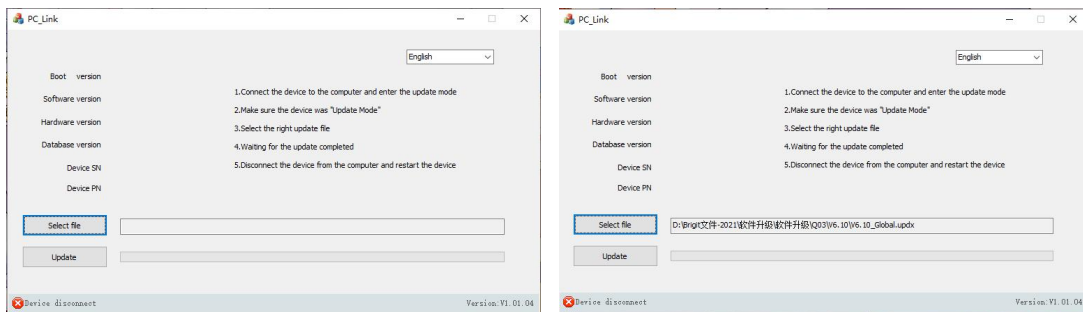 PC_Link
English
Boot version
Software version
Hardware version
Database version
Device SN
Device PN
1.Connect the device to the computer and enter the update mode
2.Make sure the device was "Update Mode"
3.Select the right update file
4.Waiting for the update completed
5.Disconnect the device from the computer and restart the device
Select file
Update
Device disconnect
Version:V1.01.04
PC_Link
English
Boot version
Software version
Hardware version
Database version
Device SN
Device PN
1.Connect the device to the computer and enter the update mode
2.Make sure the device was "Update Mode"
3.Select the right update file
4.Waiting for the update completed
5.Disconnect the device from the computer and restart the device
Select file
D:\Brigit文件-2021\软件升级\软件升级\Q03\V6.10\V6.10_Global.updx
Update
Device disconnect
Version:V1.01.04